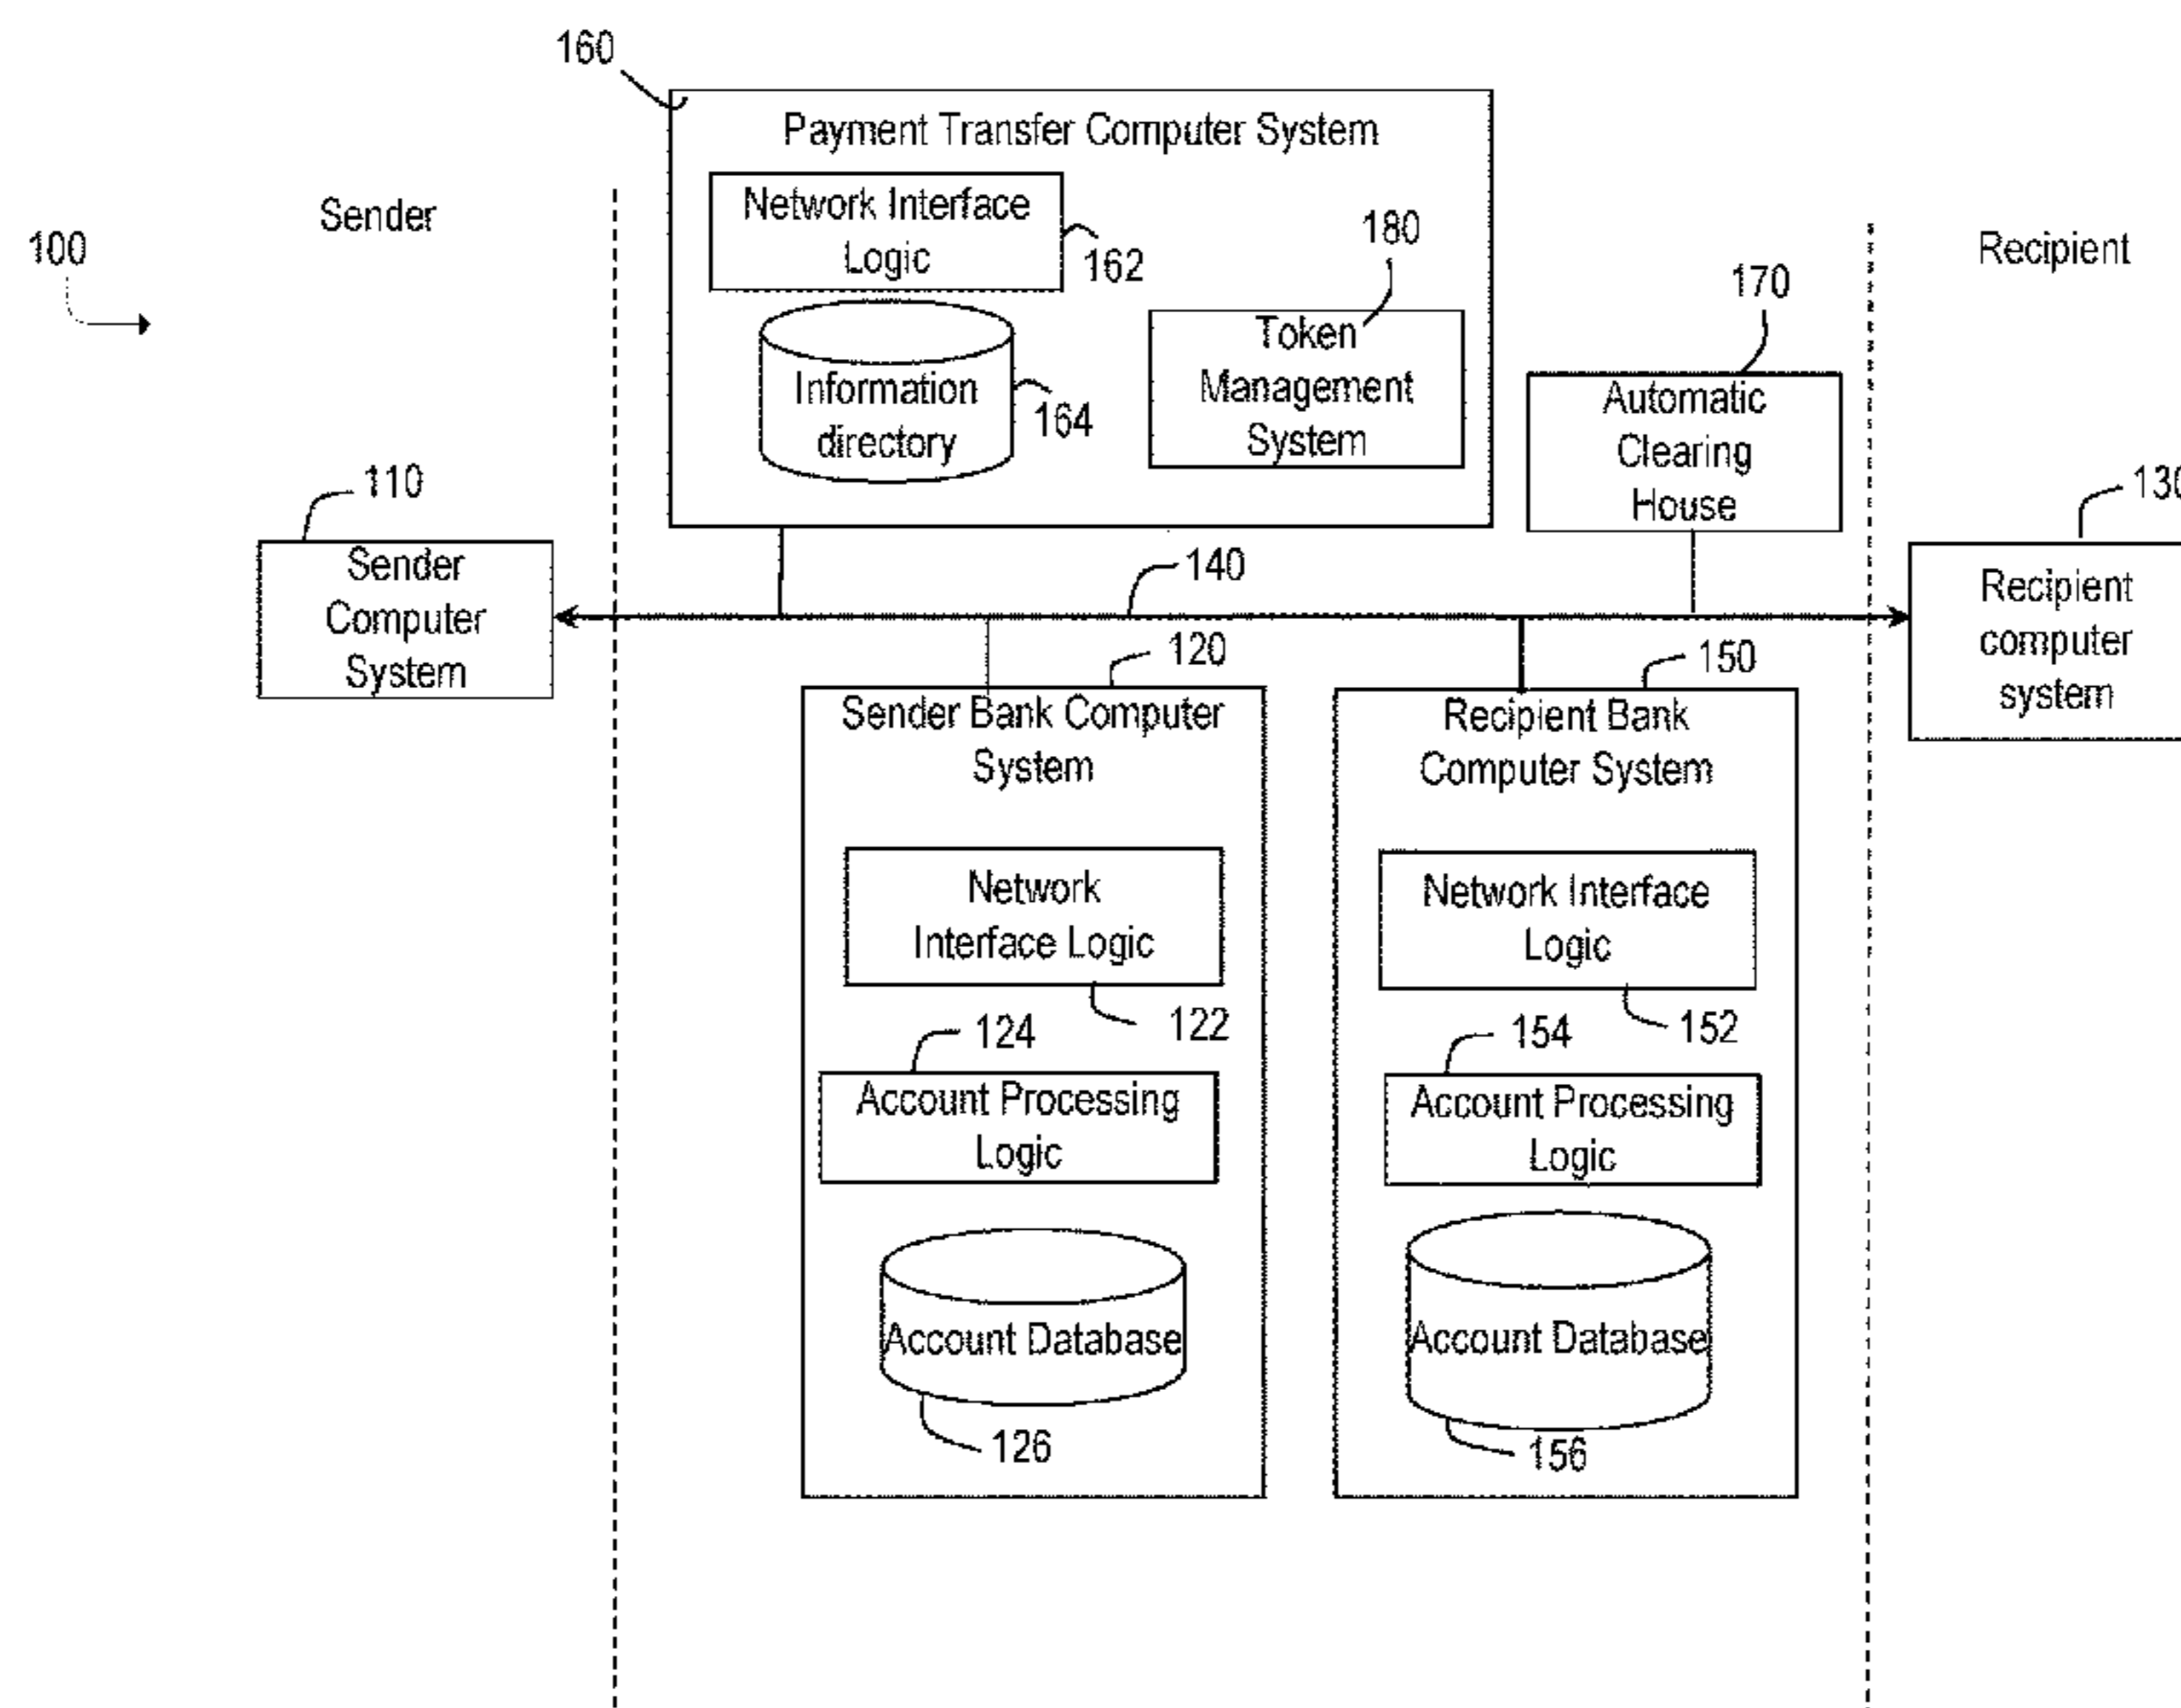 160
Payment Transfer Computer System
Network Interface
Logic
162
180
Sender
100
Recipient
170
Information
directory
164
Token
Management
System
Automatic
Clearing
House
110
130
Sender
Computer
System
140
Recipient
computer
system
120
150
Sender Bank Computer
System
Recipient Bank
Computer System
Network
Interface Logic
122
Network Interface
Logic
152
124
154
Account Processing
Logic
Account Processing
Logic
Account Database
126
Account Database
156